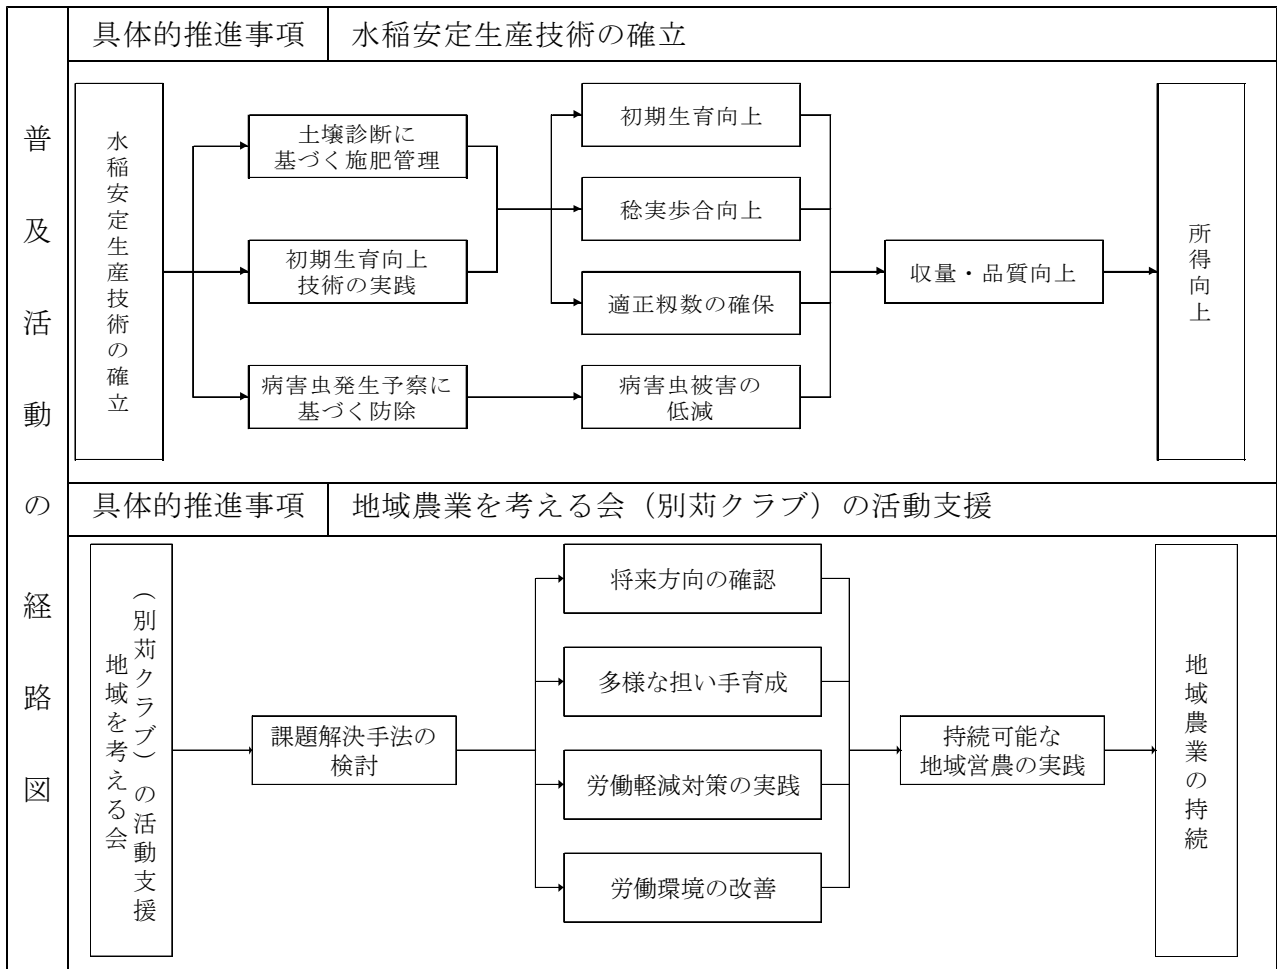 普及活動の経路図
具体的推進事項
水稲安定生産技術の確立
水稲安定生産技術の確立
土壌診断に
基づく施肥管理
初期生育向上
技術の実践
病害虫発生予察に
基づく防除
初期生育向上
稔実歩合向上
適正籾数の確保
病害虫被害の
低減
収量・品質向上
所得向上
具体的推進事項
地域農業を考える会（別苅クラブ）の活動支援
（別苅クラブ）の活動支援
地域を考える会
課題解決手法の
検討
将来方向の確認
多様な担い手育成
労働軽減対策の実践
労働環境の改善
持続可能な
地域営農の実践
地域農業の持続